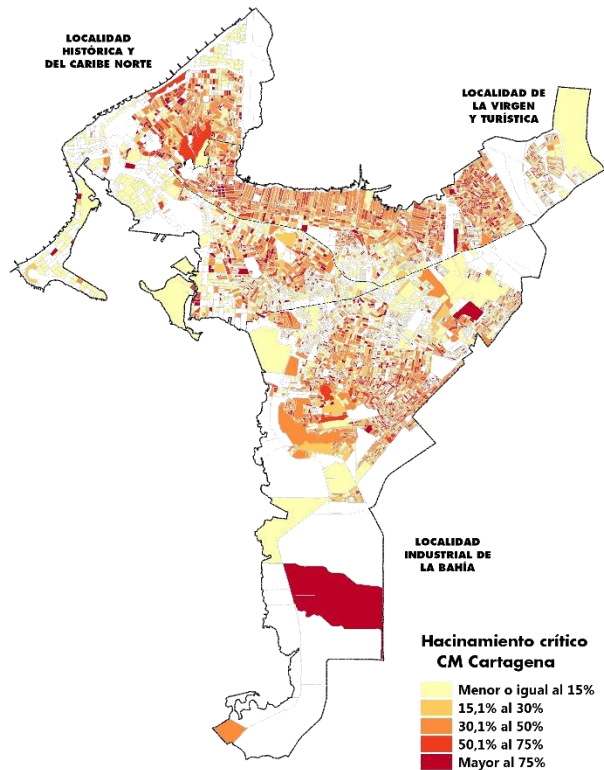 LOCALIDAD
HISTÓRICA Y
DEL CARIBE NORTE
LOCALIDAD DE
LA VIRGEN
Y TURÍSTICA
LOCALIDAD
INDUSTRIAL DE
LA BAHÍA
Hacinamiento crítico
CM Cartagena
Menor o igual al 15%
15,1% al 30%
30,1% al 50%
50,1% al 75%
Mayor al 75%